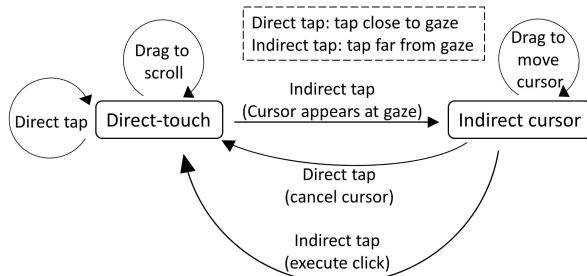 Direct tap: tap close to gaze
Indirect tap: tap far from gaze
Drag to
scroll
Drag to
move
cursor
Indirect tap
(Cursor appears at gaze)
Direct tap
Direct-touch
Indirect cursor
Direct tap
(cancel cursor)
Indirect tap
(execute click)